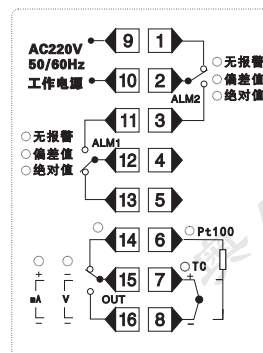 AC220V
50/60Hz
工作电源
9 1
10 2
11 3
12 4
13 5
14 6
15 7
16 8
ALM2
○无报警
○偏差值
○绝对值
ALM1
○无报警
○偏差值
○绝对值
○Pt100
○TC
+ −
mA V
− −
OUT
+
−